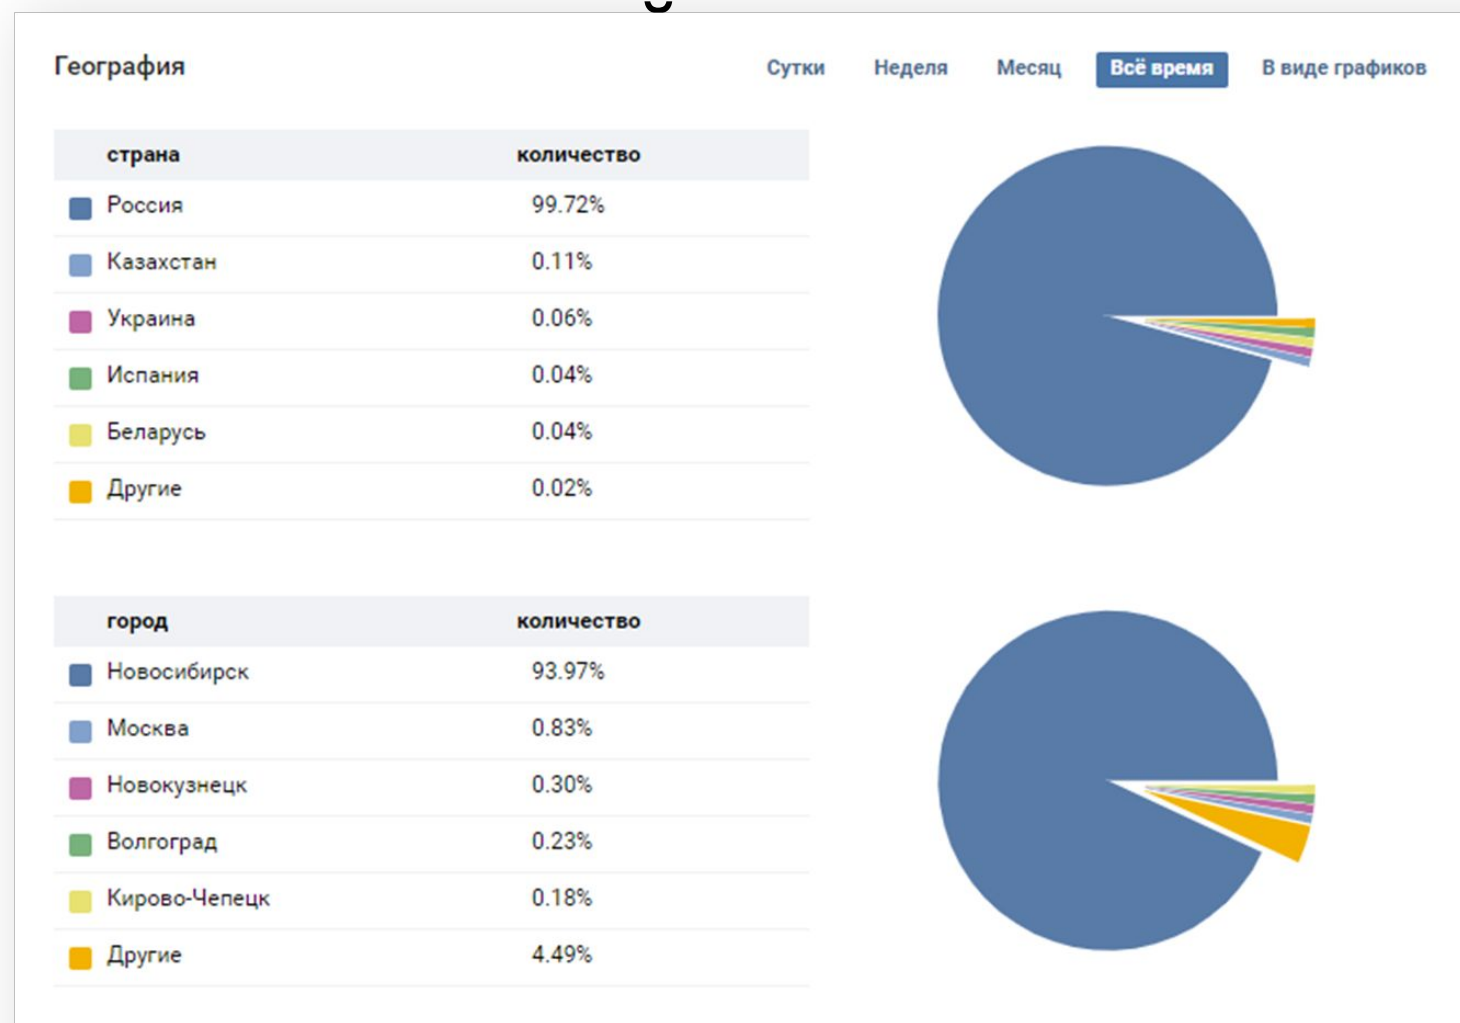 География
Сутки Неделя Месяц Всё время В виде графиков
страна количество
Россия 99.72%
Казахстан 0.11%
Украина 0.06%
Испания 0.04%
Беларусь 0.04%
Другие 0.02%
город количество
Новосибирск 93.97%
Москва 0.83%
Новокузнецк 0.30%
Волгоград 0.23%
Кирово-Чепецк 0.18%
Другие 4.49%